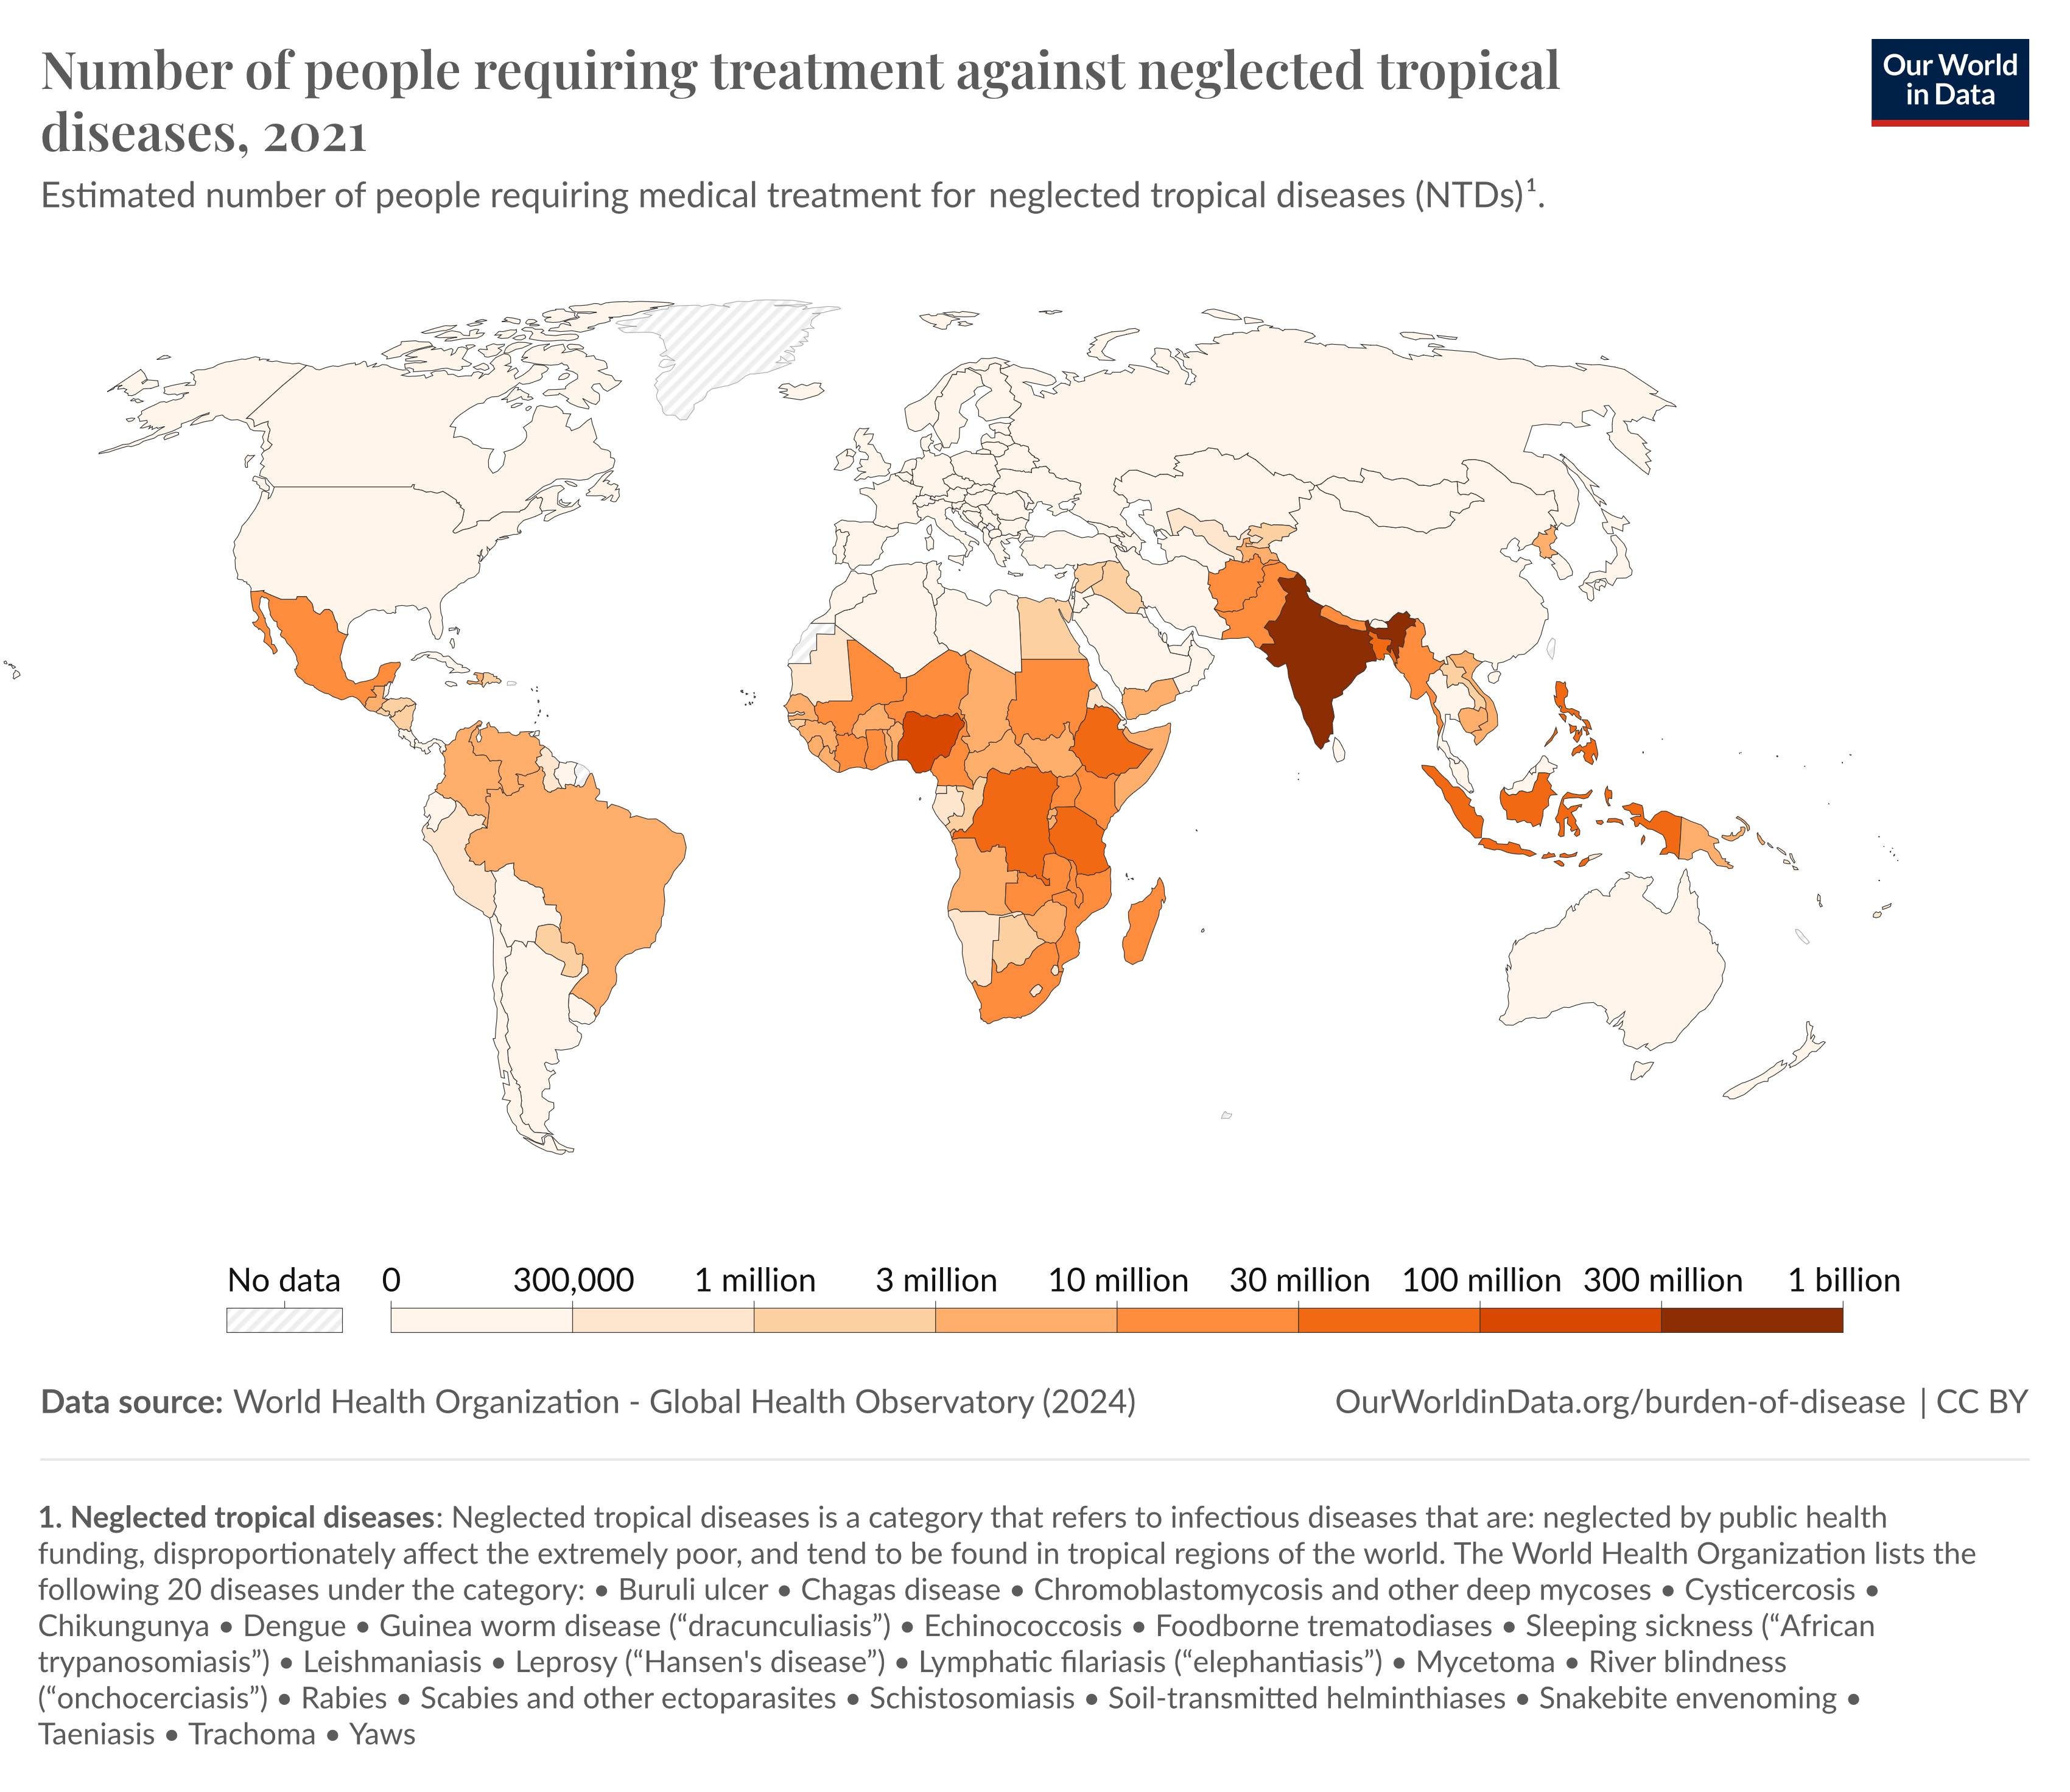 Number of people requiring treatment against neglected tropical
diseases, 2021
Our World
in Data
Estimated number of people requiring medical treatment for neglected tropical diseases (NTDs)¹.
No data 0 300,000 1 million 3 million 10 million 30 million 100 million 300 million 1 billion
Data source: World Health Organization - Global Health Observatory (2024)
OurWorldinData.org/burden-of-disease | CC BY
1. Neglected tropical diseases: Neglected tropical diseases is a category that refers to infectious diseases that are: neglected by public health
funding, disproportionately affect the extremely poor, and tend to be found in tropical regions of the world. The World Health Organization lists the
following 20 diseases under the category: • Buruli ulcer • Chagas disease • Chromoblastomycosis and other deep mycoses • Cysticercosis •
Chikungunya • Dengue • Guinea worm disease (“dracunculiasis”) • Echinococcosis • Foodborne trematodiases • Sleeping sickness (“African
trypanosomiasis”) • Leishmaniasis • Leprosy (“Hansen's disease”) • Lymphatic filariasis (“elephantiasis”) • Mycetoma • River blindness
(“onchocerciasis”) • Rabies • Scabies and other ectoparasites • Schistosomiasis • Soil-transmitted helminthiases • Snakebite envenoming •
Taeniasis • Trachoma • Yaws